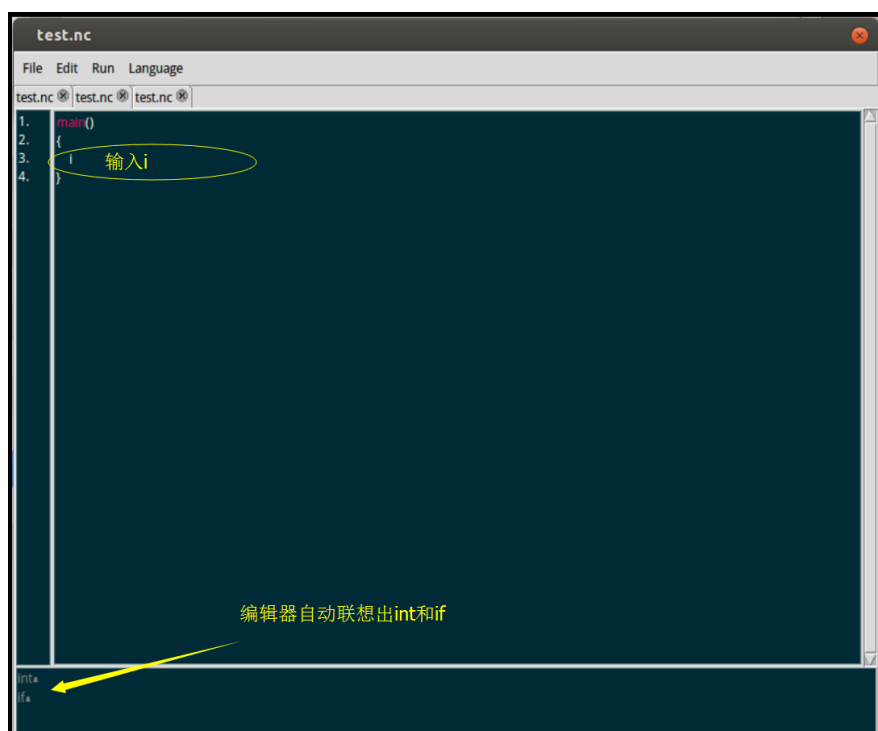 test.nc
File Edit Run Language
test.nc test.nc test.nc
1. main()
2. {
3. i 输入i
4. }
编辑器自动联想出int和if
int
if